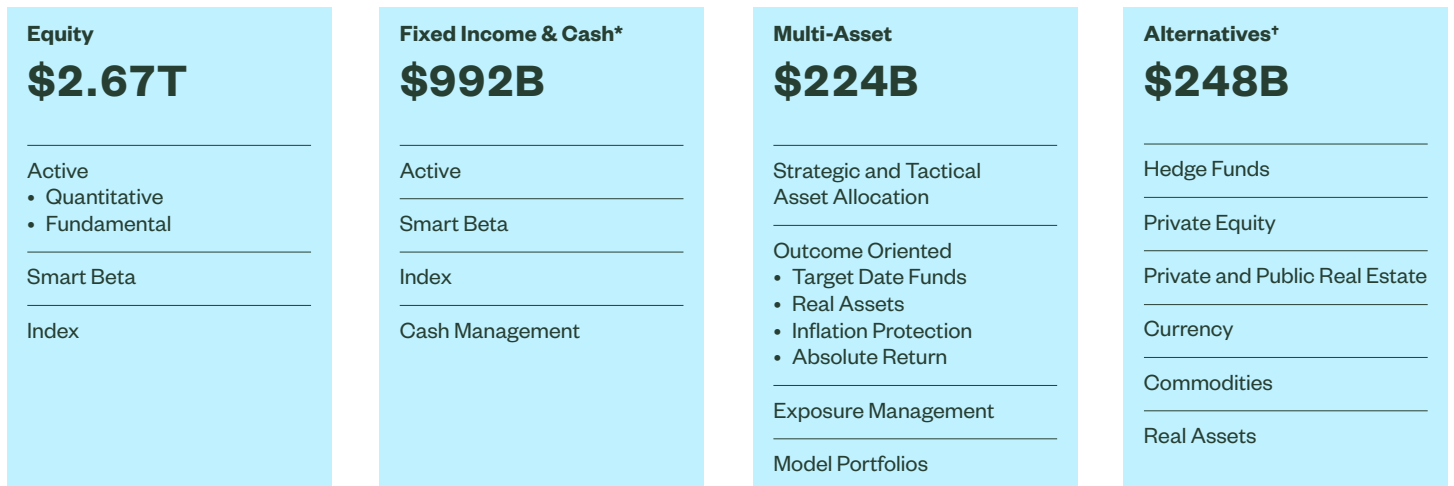 Equity
$2.67T
Active
• Quantitative
• Fundamental
Smart Beta
Index
Fixed Income & Cash*
$992B
Active
Smart Beta
Index
Cash Management
Multi-Asset
$224B
Strategic and Tactical
Asset Allocation
Outcome Oriented
• Target Date Funds
• Real Assets
• Inflation Protection
• Absolute Return
Exposure Management
Model Portfolios
Alternatives†
$248B
Hedge Funds
Private Equity
Private and Public Real Estate
Currency
Commodities
Real Assets